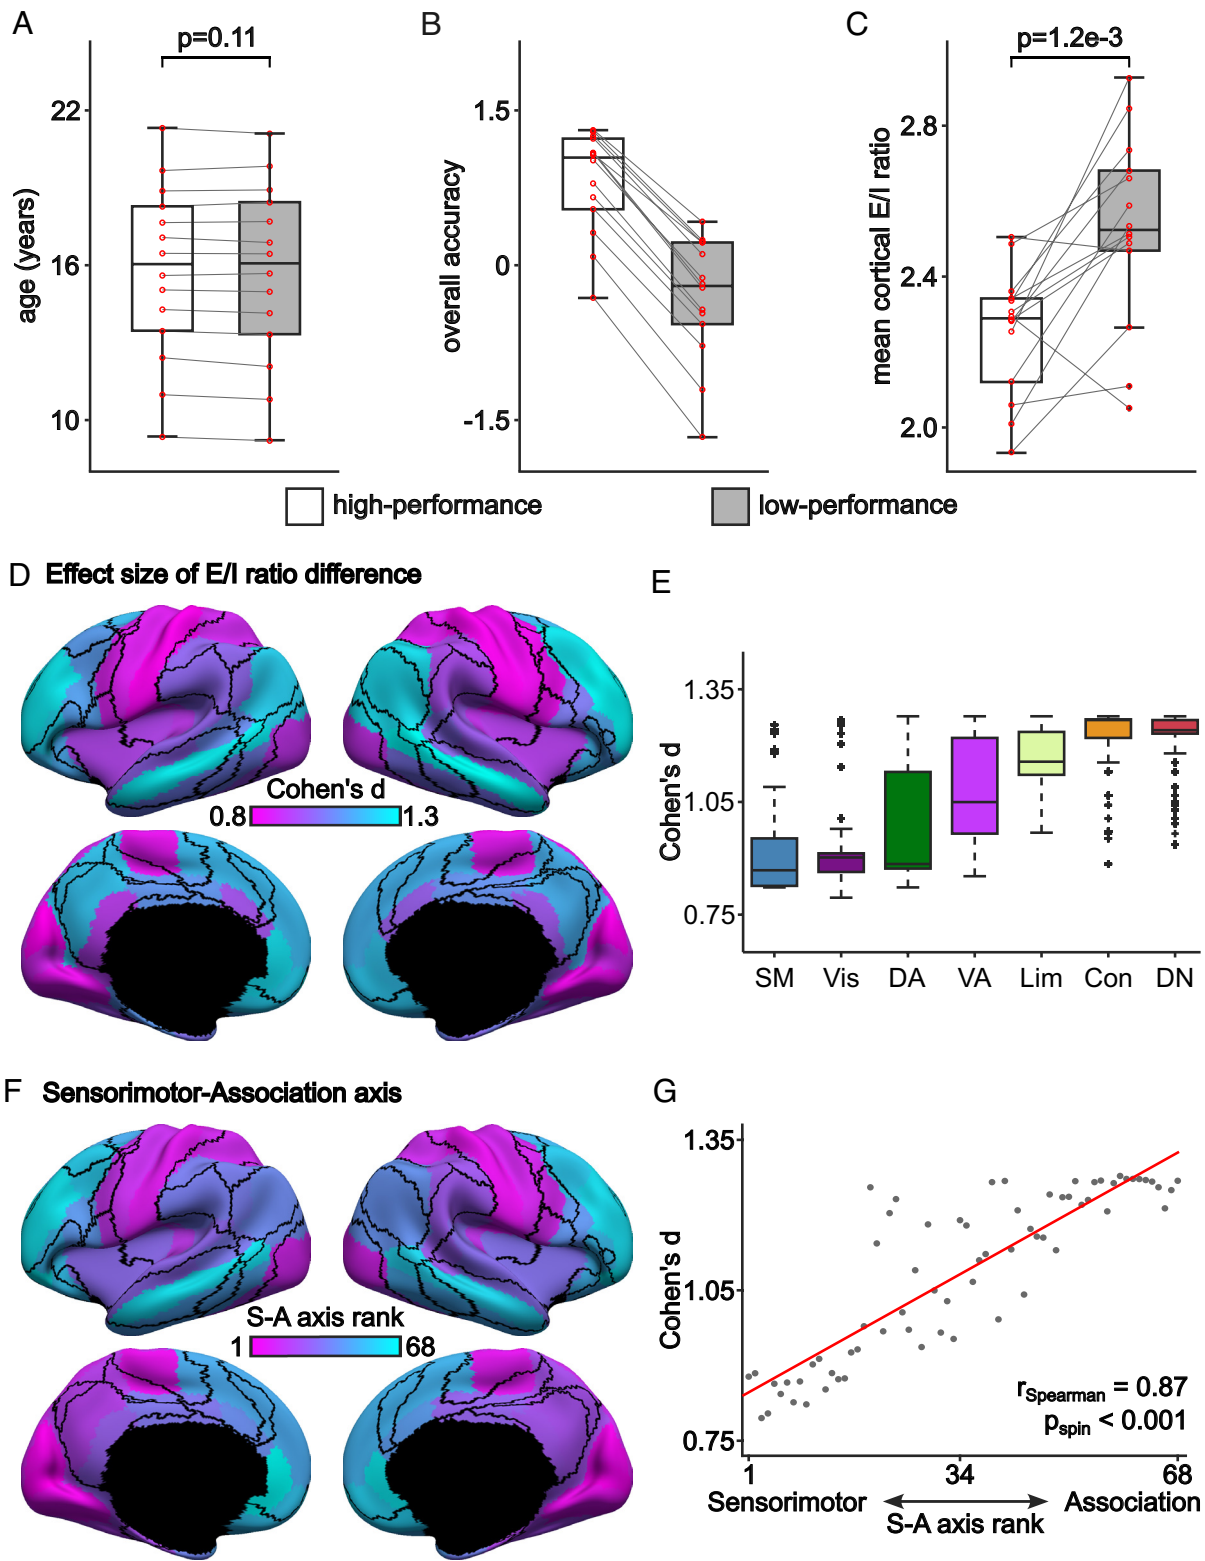 A
B
C
p=0.11
p=1.2e-3
22
16
10
age (years)
1.5
0
-1.5
overall accuracy
2.8
2.4
2.0
mean cortical E/I ratio
high-performance
low-performance
D Effect size of E/I ratio difference
Cohen's d
0.8 1.3
E
1.35
1.05
0.75
Cohen's d
SM Vis DA VA Lim Con DN
F Sensorimotor-Association axis
S-A axis rank
1 68
G
1.35
1.05
0.75
Cohen's d
rSpearman = 0.87
pspin < 0.001
1 34 68
Sensorimotor Association
S-A axis rank